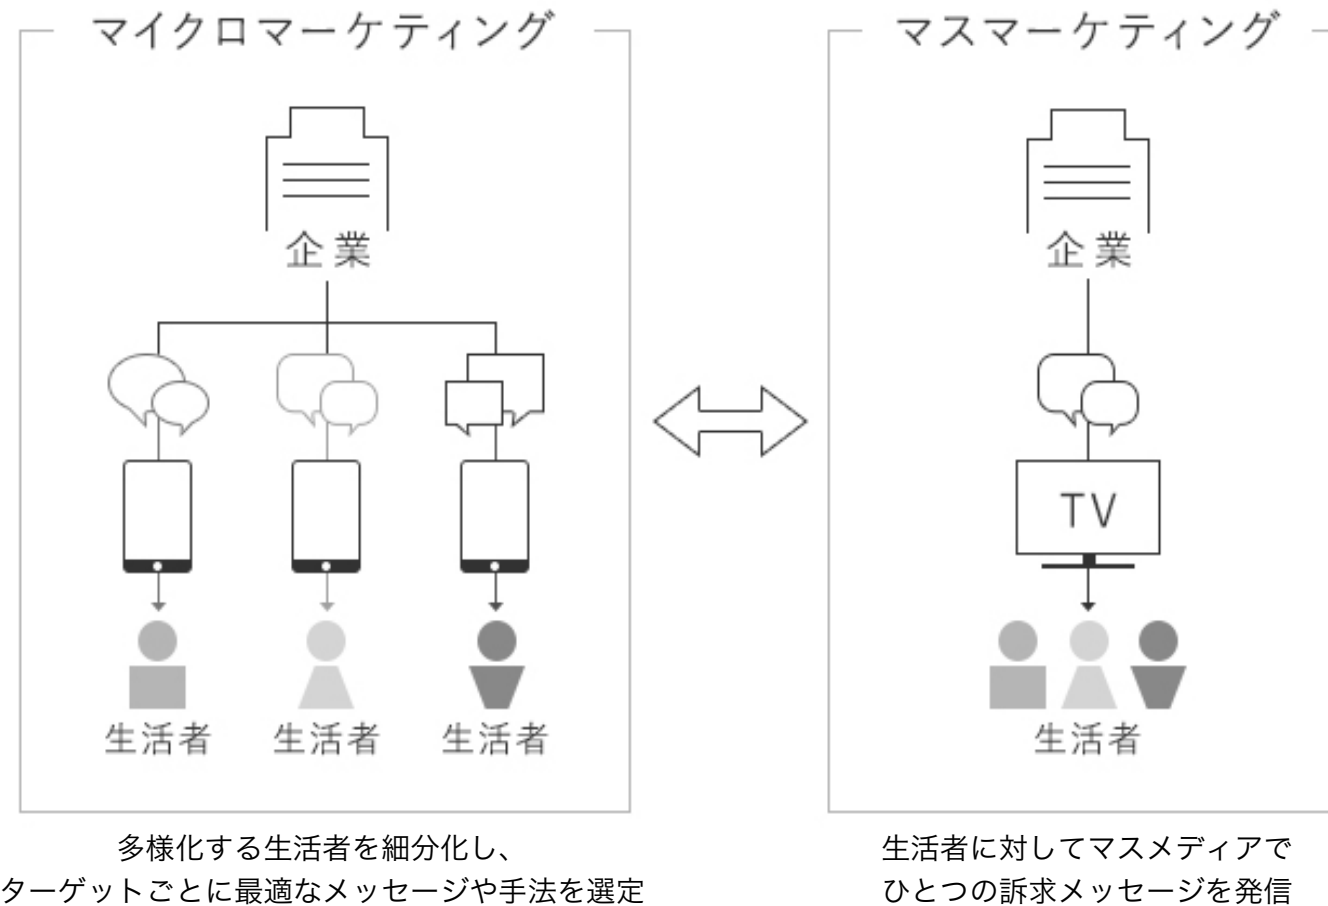 マイクロマーケティング
企業
生活者
生活者
生活者
多様化する生活者を細分化し、
ターゲットごとに最適なメッセージや手法を選定
マスマーケティング
企業
TV
生活者
生活者に対してマスメディアで
ひとつの訴求メッセージを発信